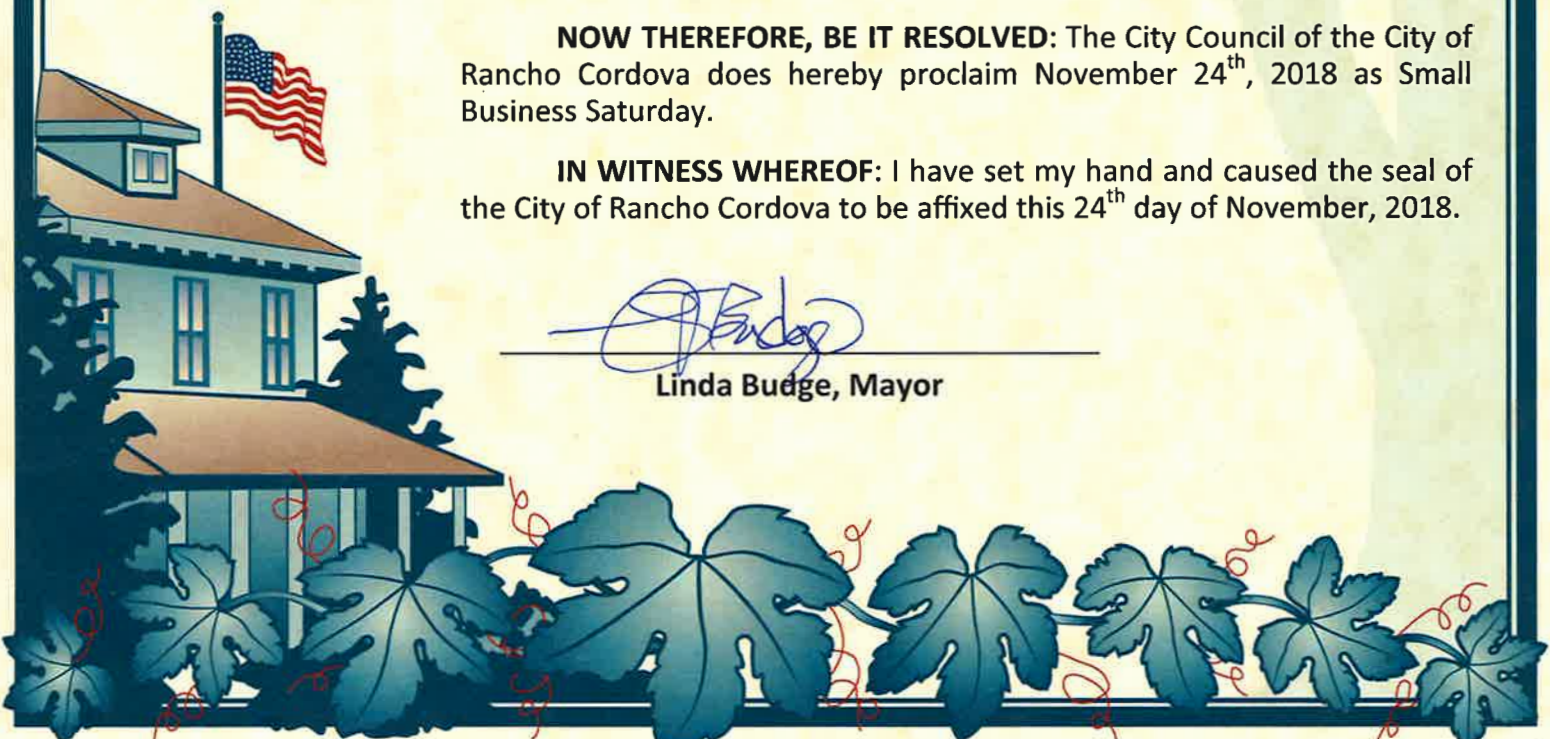 NOW THEREFORE, BE IT RESOLVED: The City Council of the City of
Rancho Cordova does hereby proclaim November 24th, 2018 as Small
Business Saturday.
IN WITNESS WHEREOF: I have set my hand and caused the seal of
the City of Rancho Cordova to be affixed this 24th day of November, 2018.
Budge
Linda Budge, Mayor